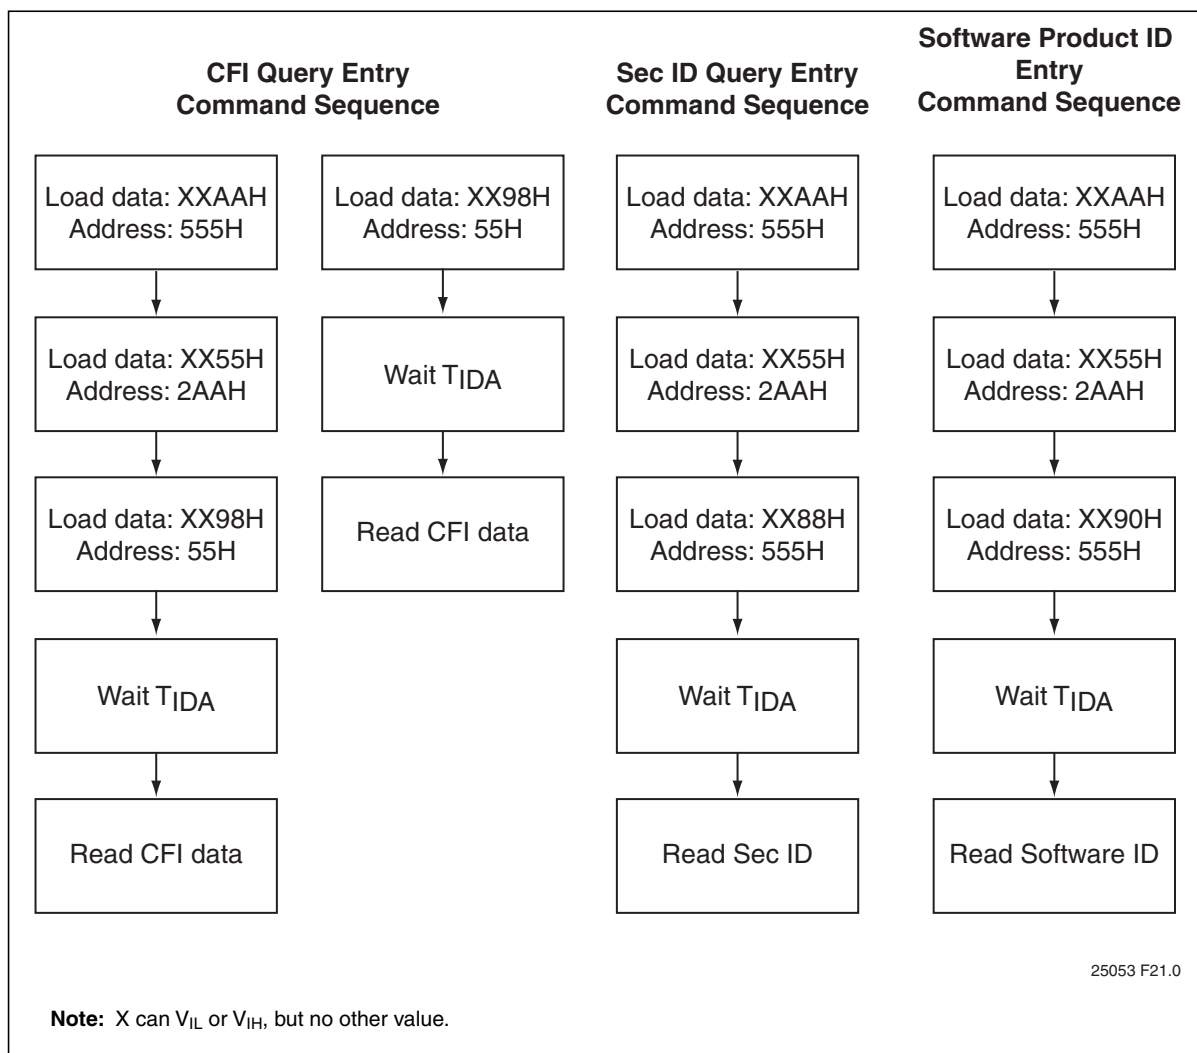 CFI Query Entry
Command Sequence
Load data: XXAAH
Address: 555H
Load data: XX55H
Address: 2AAH
Load data: XX98H
Address: 55H
Wait TIDA
Read CFI data
Load data: XX98H
Address: 55H
Wait TIDA
Read CFI data
Sec ID Query Entry
Command Sequence
Load data: XXAAH
Address: 555H
Load data: XX55H
Address: 2AAH
Load data: XX88H
Address: 555H
Wait TIDA
Read Sec ID
Software Product ID
Entry
Command Sequence
Load data: XXAAH
Address: 555H
Load data: XX55H
Address: 2AAH
Load data: XX90H
Address: 555H
Wait TIDA
Read Software ID
25053 F21.0
Note: X can VIL or VIH, but no other value.